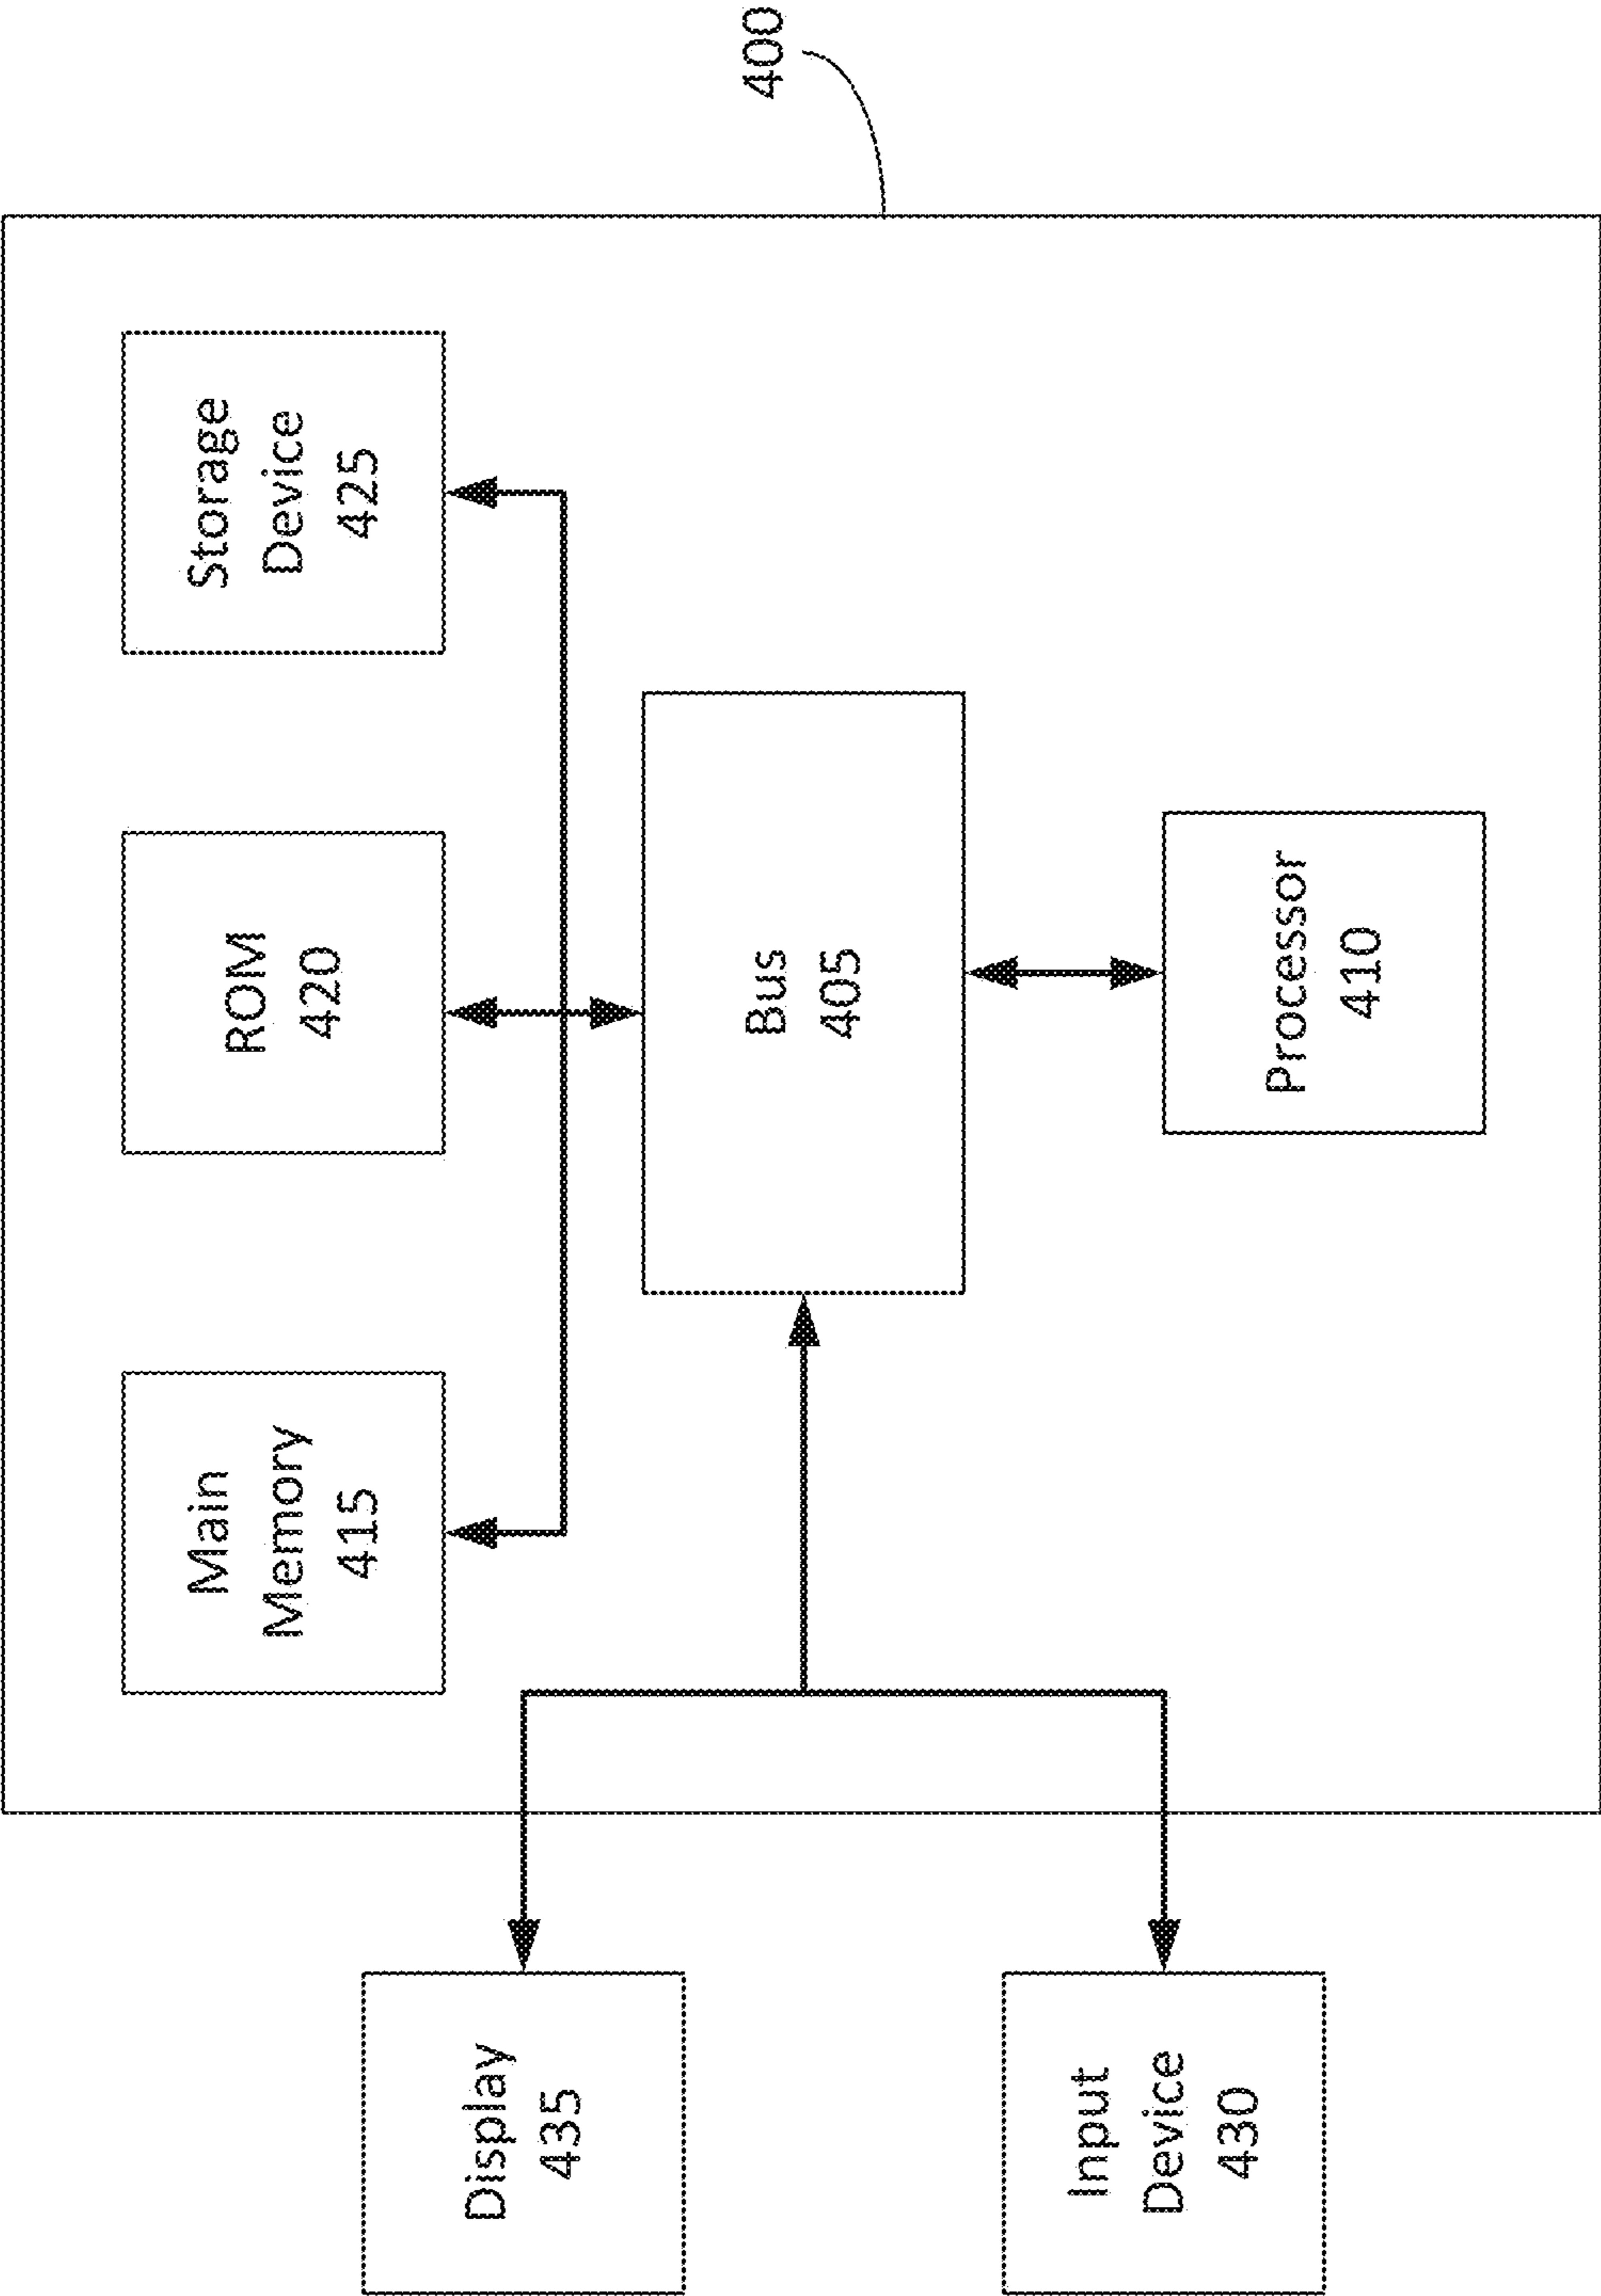 Main
Memory
415
ROM
420
Storage
Device
425
Display
435
Bus
405
400
Input
Device
430
Processor
410